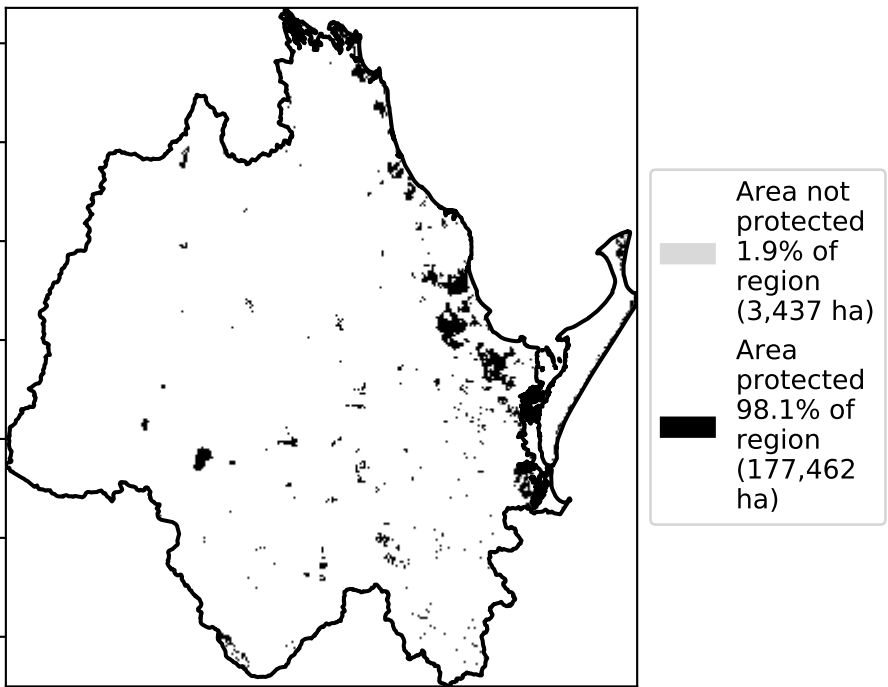 Area not
protected
1.9% of
region
(3,437 ha)
Area
protected
98.1% of
region
(177,462
ha)